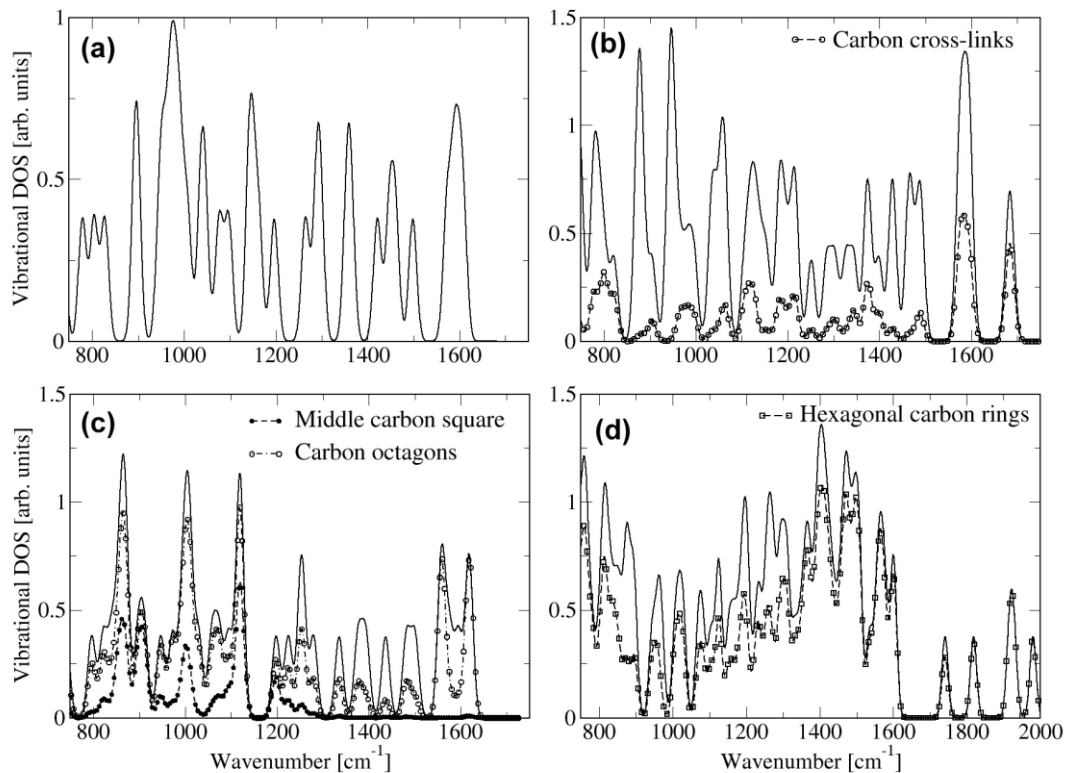 (a)
Vibrational DOS [arb. units]
1
0.5
0
800 1000 1200 1400 1600
(b)
Carbon cross-links
1.5
1
0.5
0
800 1000 1200 1400 1600
(c)
Middle carbon square
Carbon octagons
Vibrational DOS [arb. units]
1.5
1
0.5
0
800 1000 1200 1400 1600
Wavenumber [cm-1]
(d)
Hexagonal carbon rings
1.5
1
0.5
0
800 1000 1200 1400 1600 1800 2000
Wavenumber [cm-1]